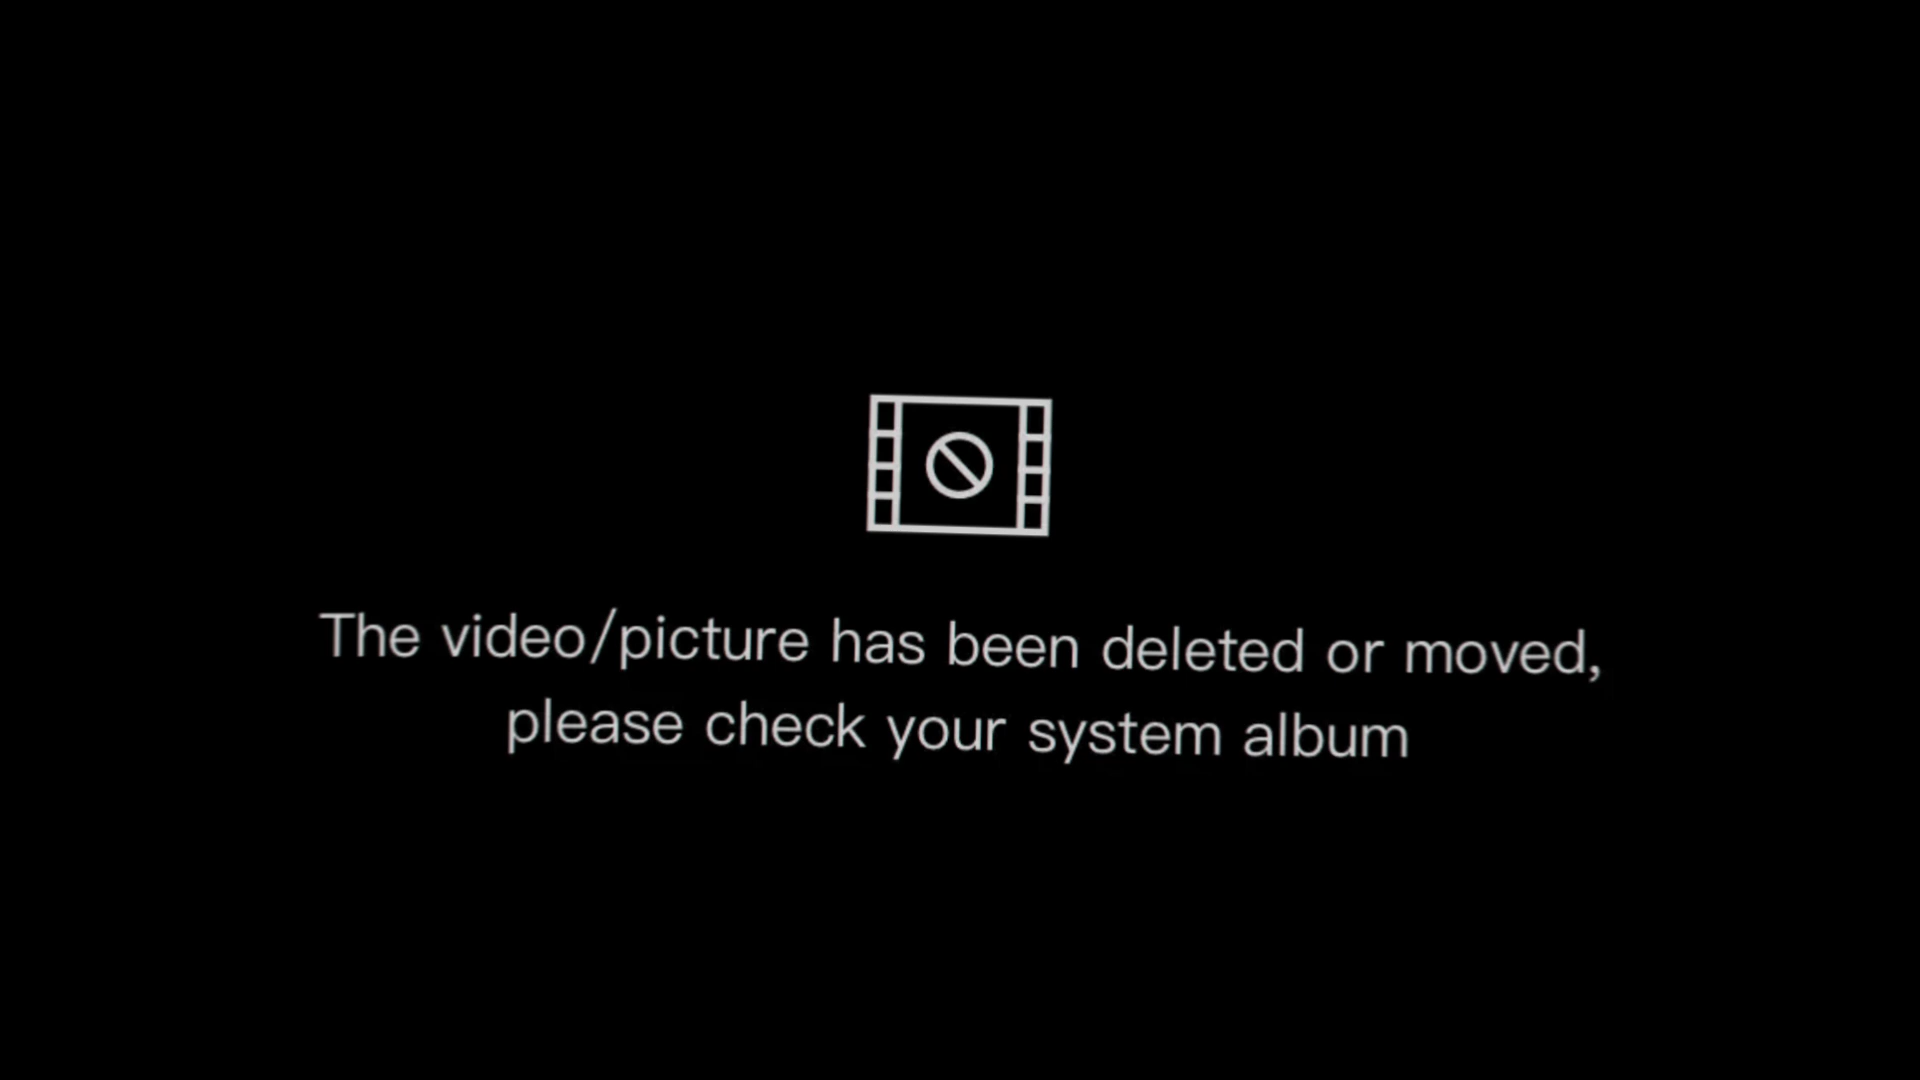 The video/picture has been deleted or moved,
please check your system album